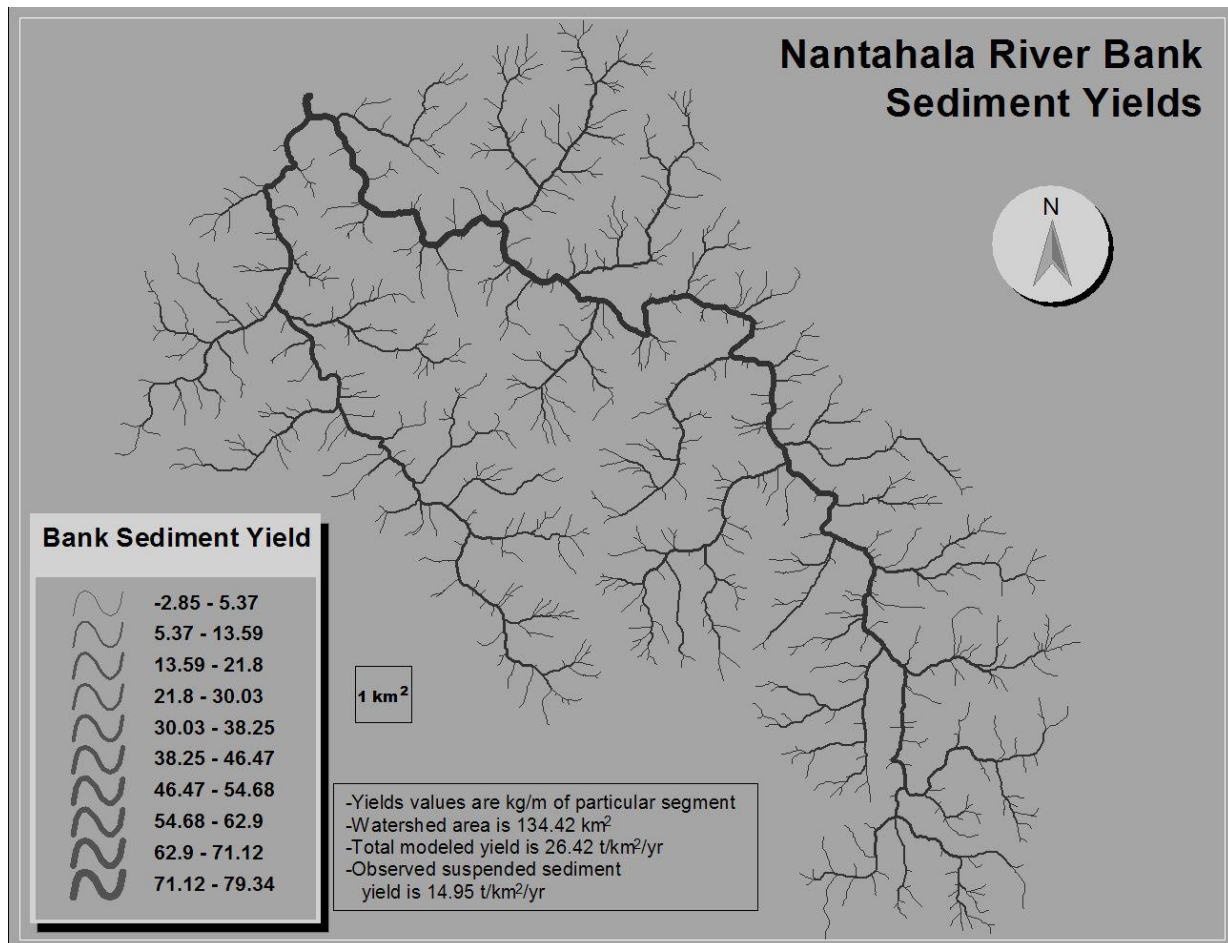 Nantahala River Bank
Sediment Yields
N
Bank Sediment Yield
-2.85 - 5.37
5.37 - 13.59
13.59 - 21.8
21.8 - 30.03
30.03 - 38.25
38.25 - 46.47
46.47 - 54.68
54.68 - 62.9
62.9 - 71.12
71.12 - 79.34
1 km²
-Yields values are kg/m of particular segment
-Watershed area is 134.42 km²
-Total modeled yield is 26.42 t/km²/yr
-Observed suspended sediment
yield is 14.95 t/km²/yr